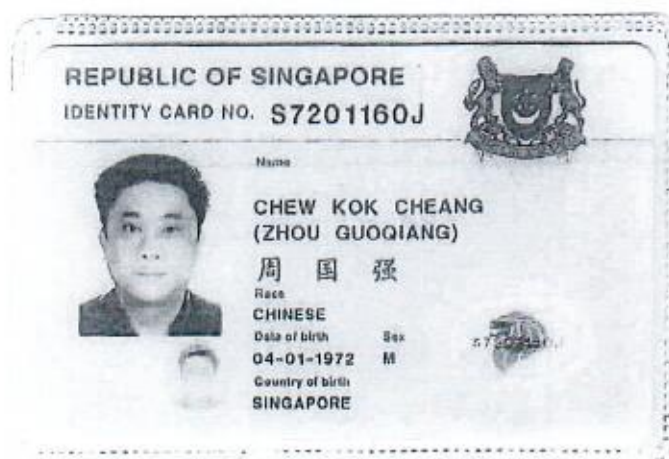 REPUBLIC OF SINGAPORE
IDENTITY CARD NO. S7201160J
Name
CHEW KOK CHEANG
(ZHOU GUOQIANG)
周国强
Race
CHINESE
Date of birth Sex
04-01-1972 M
Country of birth
SINGAPORE